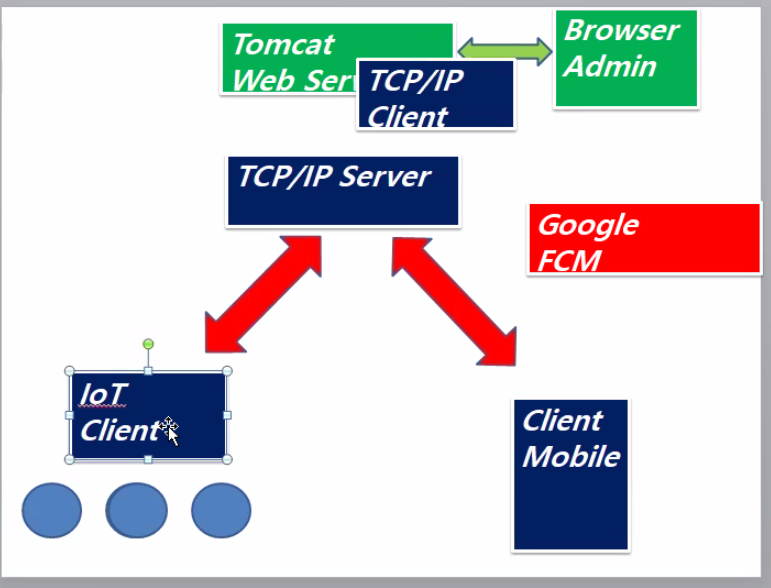 Tomcat
Web Serv
Browser
Admin
TCP/IP
Client
TCP/IP Server
Google
FCM
IoT
Client
Client
Mobile